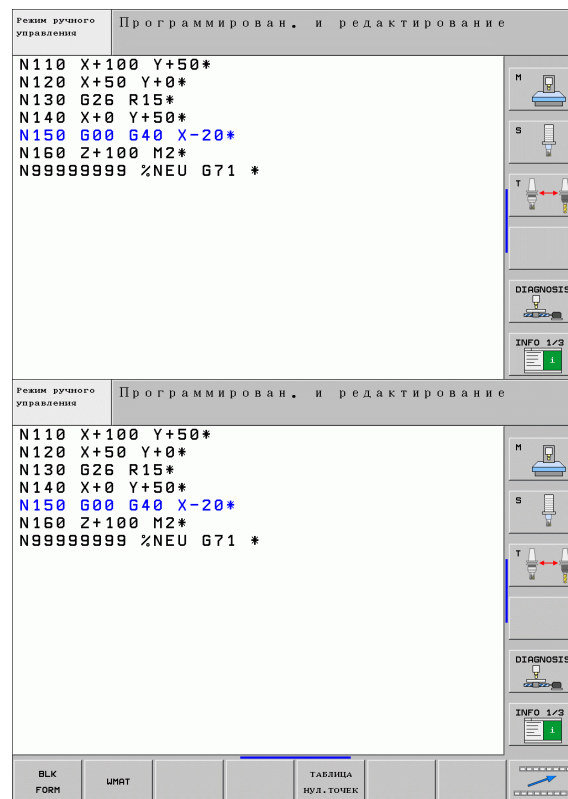 Режим ручного
управления
Программирован. и редактирование
N110 X+100 Y+50*
N120 X+50 Y+0*
N130 G26 R15*
N140 X+0 Y+50*
N150 G00 G40 X-20*
N160 Z+100 M2*
N99999999 %NEU G71 *
M
S
T
DIAGNOSIS
INFO 1/3
i
Режим ручного
управления
Программирован. и редактирование
N110 X+100 Y+50*
N120 X+50 Y+0*
N130 G26 R15*
N140 X+0 Y+50*
N150 G00 G40 X-20*
N160 Z+100 M2*
N99999999 %NEU G71 *
M
S
T
DIAGNOSIS
INFO 1/3
i
BLK
FORM
WMAT
ТАБЛИЦА
НУЛ.ТОЧЕК